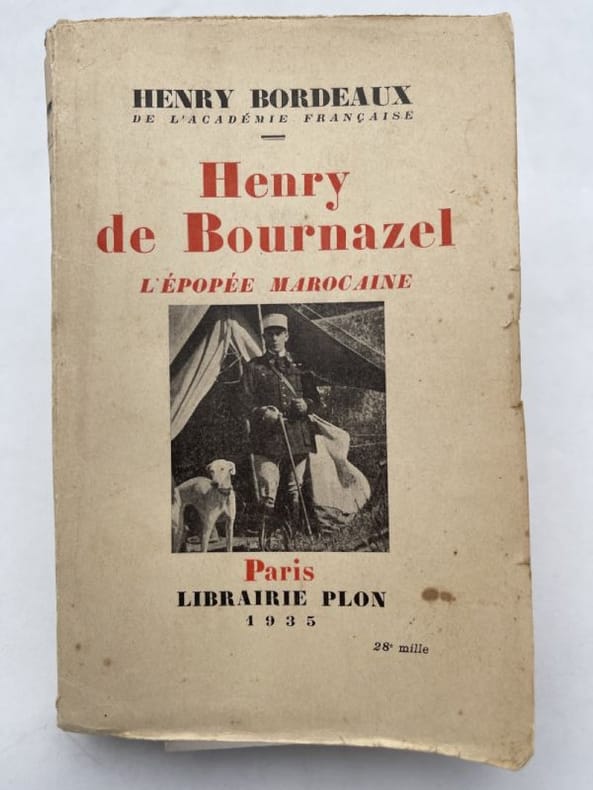 HENRY BORDEAUX
DE L'ACADÉMIE FRANÇAISE
Henry
de Bournazel
L'ÉPOPÉE MAROCAINE
Paris
LIBRAIRIE PLON
1935
28e mille